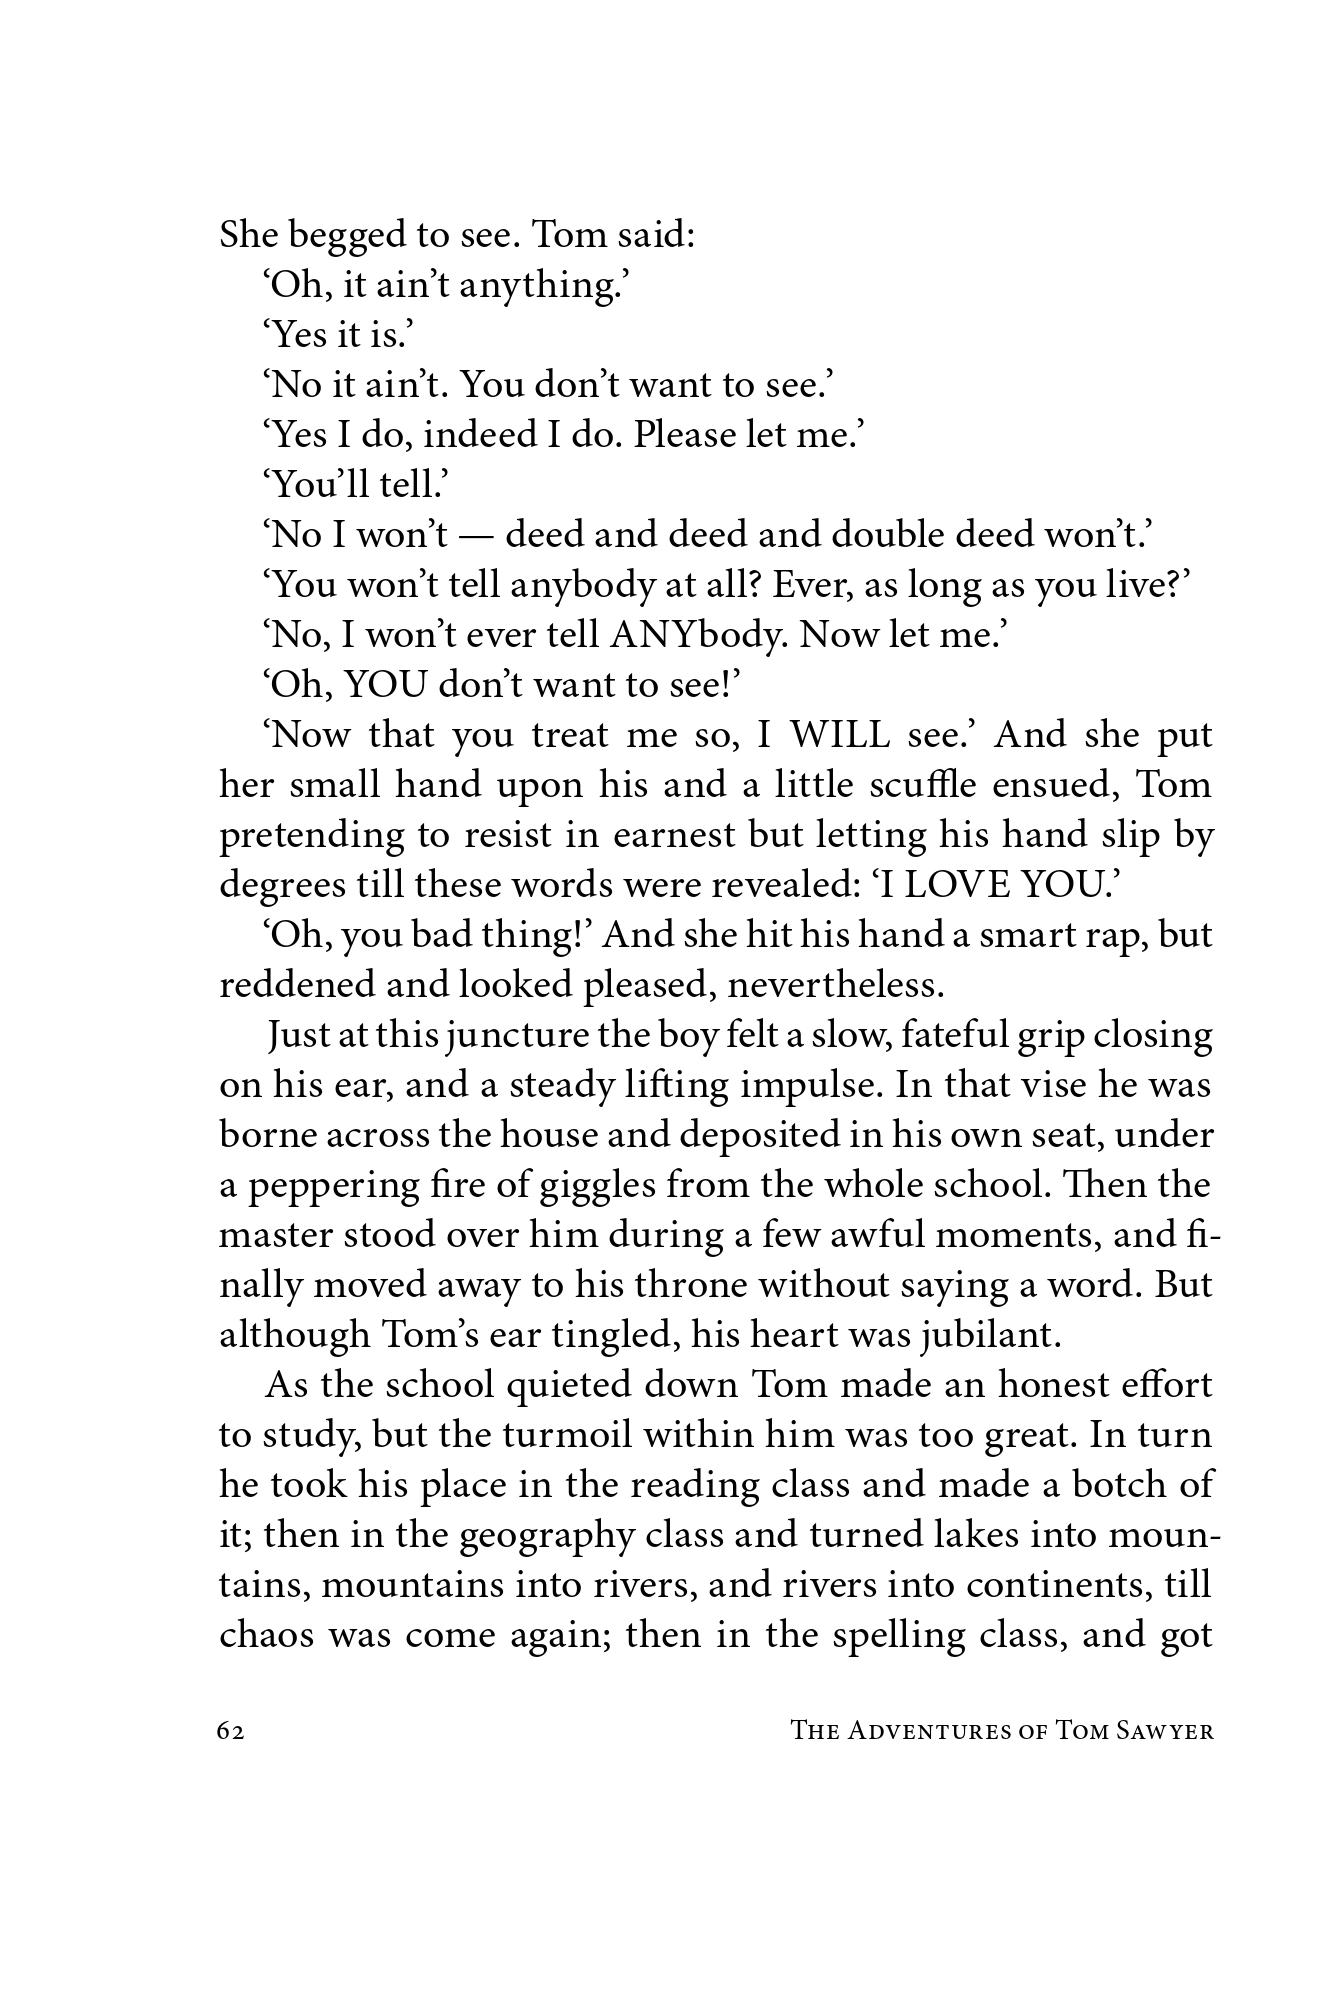 She begged to see. Tom said:
‘Oh, it ain’t anything.’
‘Yes it is.’
‘No it ain’t. You don’t want to see.’
‘Yes I do, indeed I do. Please let me.’
‘You’ll tell.’
‘No I won’t — deed and deed and double deed won’t.’
‘You won’t tell anybody at all? Ever, as long as you live?’
‘No, I won’t ever tell ANYbody. Now let me.’
‘Oh, YOU don’t want to see!’
‘Now that you treat me so, I WILL see.’ And she put
her small hand upon his and a little scuffle ensued, Tom
pretending to resist in earnest but letting his hand slip by
degrees till these words were revealed: ‘I LOVE YOU.’
‘Oh, you bad thing!’ And she hit his hand a smart rap, but
reddened and looked pleased, nevertheless.
Just at this juncture the boy felt a slow, fateful grip closing
on his ear, and a steady lifting impulse. In that vise he was
borne across the house and deposited in his own seat, under
a peppering fire of giggles from the whole school. Then the
master stood over him during a few awful moments, and fi-
nally moved away to his throne without saying a word. But
although Tom’s ear tingled, his heart was jubilant.
As the school quieted down Tom made an honest effort
to study, but the turmoil within him was too great. In turn
he took his place in the reading class and made a botch of
it; then in the geography class and turned lakes into moun-
tains, mountains into rivers, and rivers into continents, till
chaos was come again; then in the spelling class, and got
62 The Adventures of Tom Sawyer